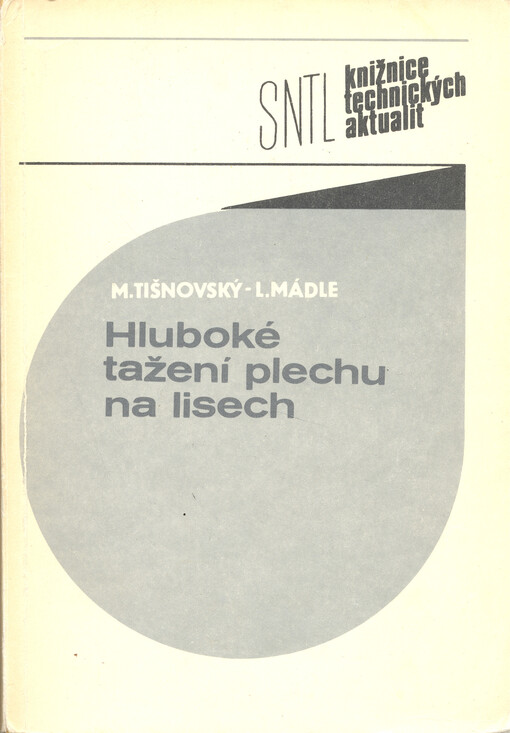 SNTL
knižnice
technických
aktualit
M.TIŠNOVSKÝ-L.MÁDLE
Hluboké
tažení plechu
na lisech